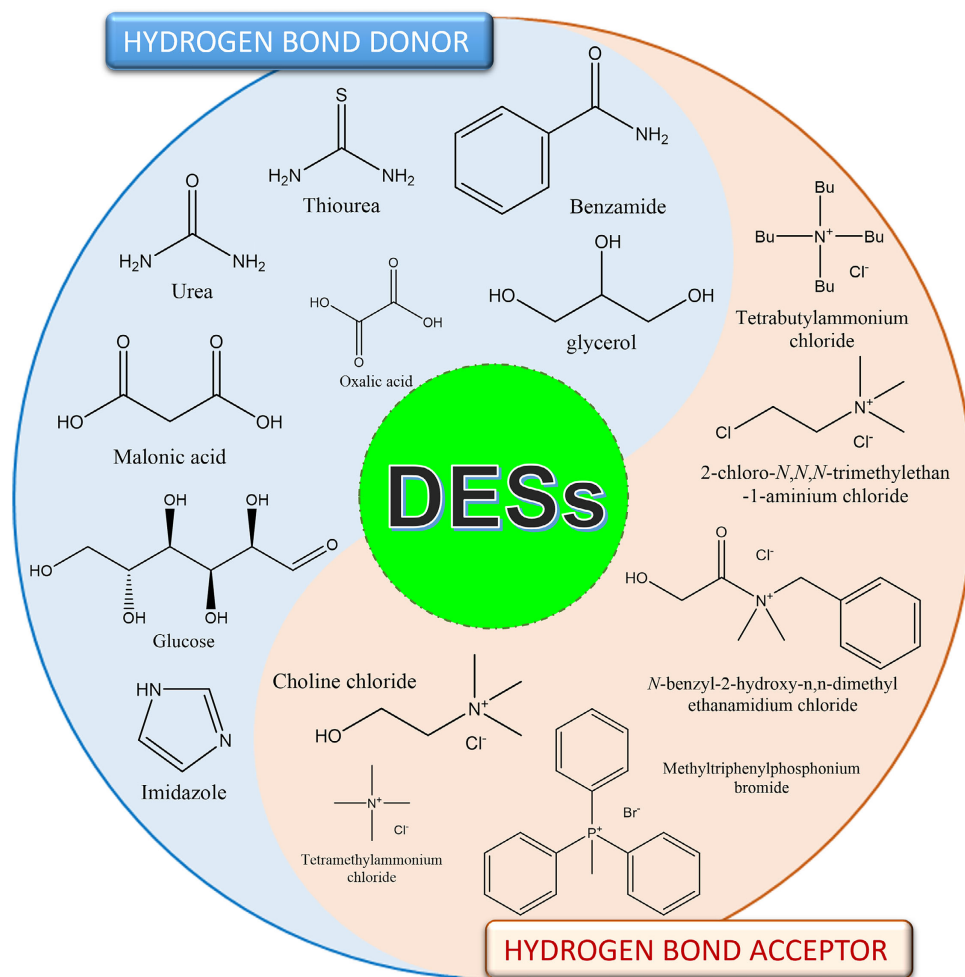 HYDROGEN BOND DONOR
O
NH₂
Benzamide
S
H₂N
NH₂
Thiourea
O
H₂N
NH₂
Urea
O
HO
OH
O
Oxalic acid
OH
HO
OH
glycerol
O
O
HO
OH
Malonic acid
OH
OH
O
HO
OH
OH
Glucose
HN
N
Imidazole
DESs
Bu
Bu
N⁺
Bu
Bu
Cl⁻
Tetrabutylammonium
chloride
Cl
N⁺
Cl⁻
2-chloro-N,N,N-trimethylethan
-1-aminium chloride
O
Cl⁻
HO
N⁺
N-benzyl-2-hydroxy-n,n-dimethyl
ethanamidium chloride
Choline chloride
HO
N⁺
Cl⁻
N⁺
Cl⁻
Tetramethylammonium
chloride
Methyltriphenylphosphonium
bromide
Br⁻
P⁺
HYDROGEN BOND ACCEPTOR